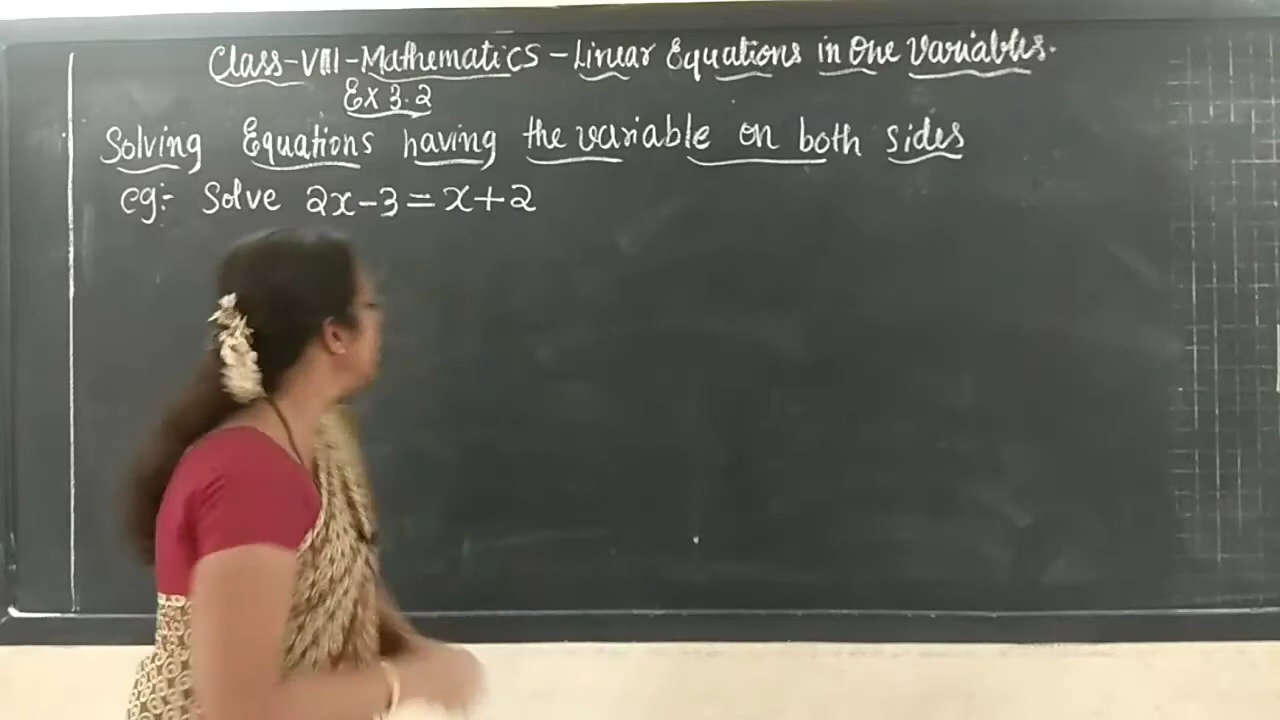 Class-VIII-Mathematics-Linear Equations in One Variables.
Ex 3.2
Solving Equations having the variable on both sides
eg:- Solve 2x-3=x+2